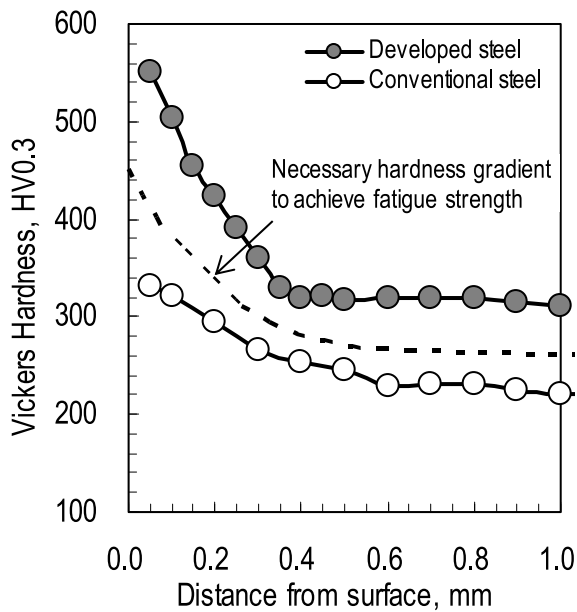 600
500
400
300
200
100
Vickers Hardness, HV0.3
Developed steel
Conventional steel
Necessary hardness gradient
to achieve fatigue strength
0.0 0.2 0.4 0.6 0.8 1.0
Distance from surface, mm